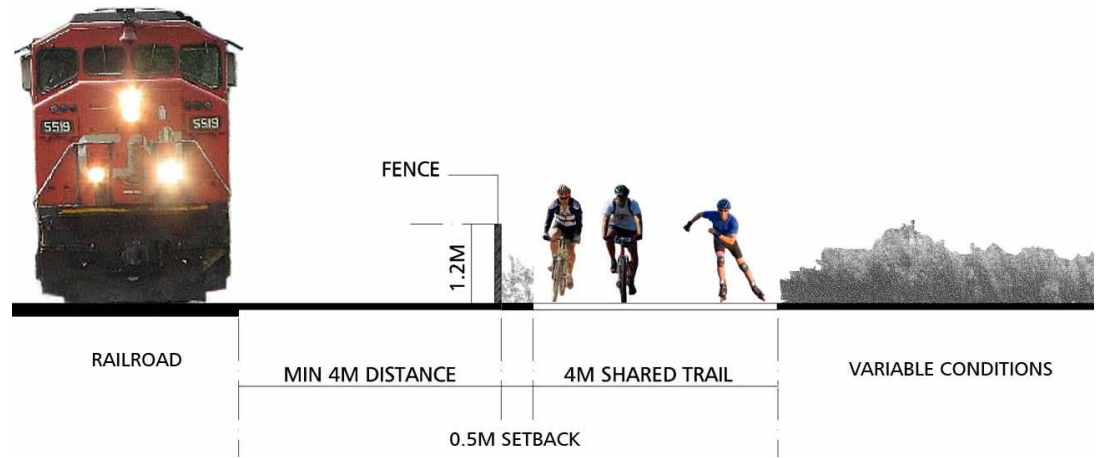 5519
5519
FENCE
1.2M
RAILROAD
MIN 4M DISTANCE
4M SHARED TRAIL
VARIABLE CONDITIONS
0.5M SETBACK